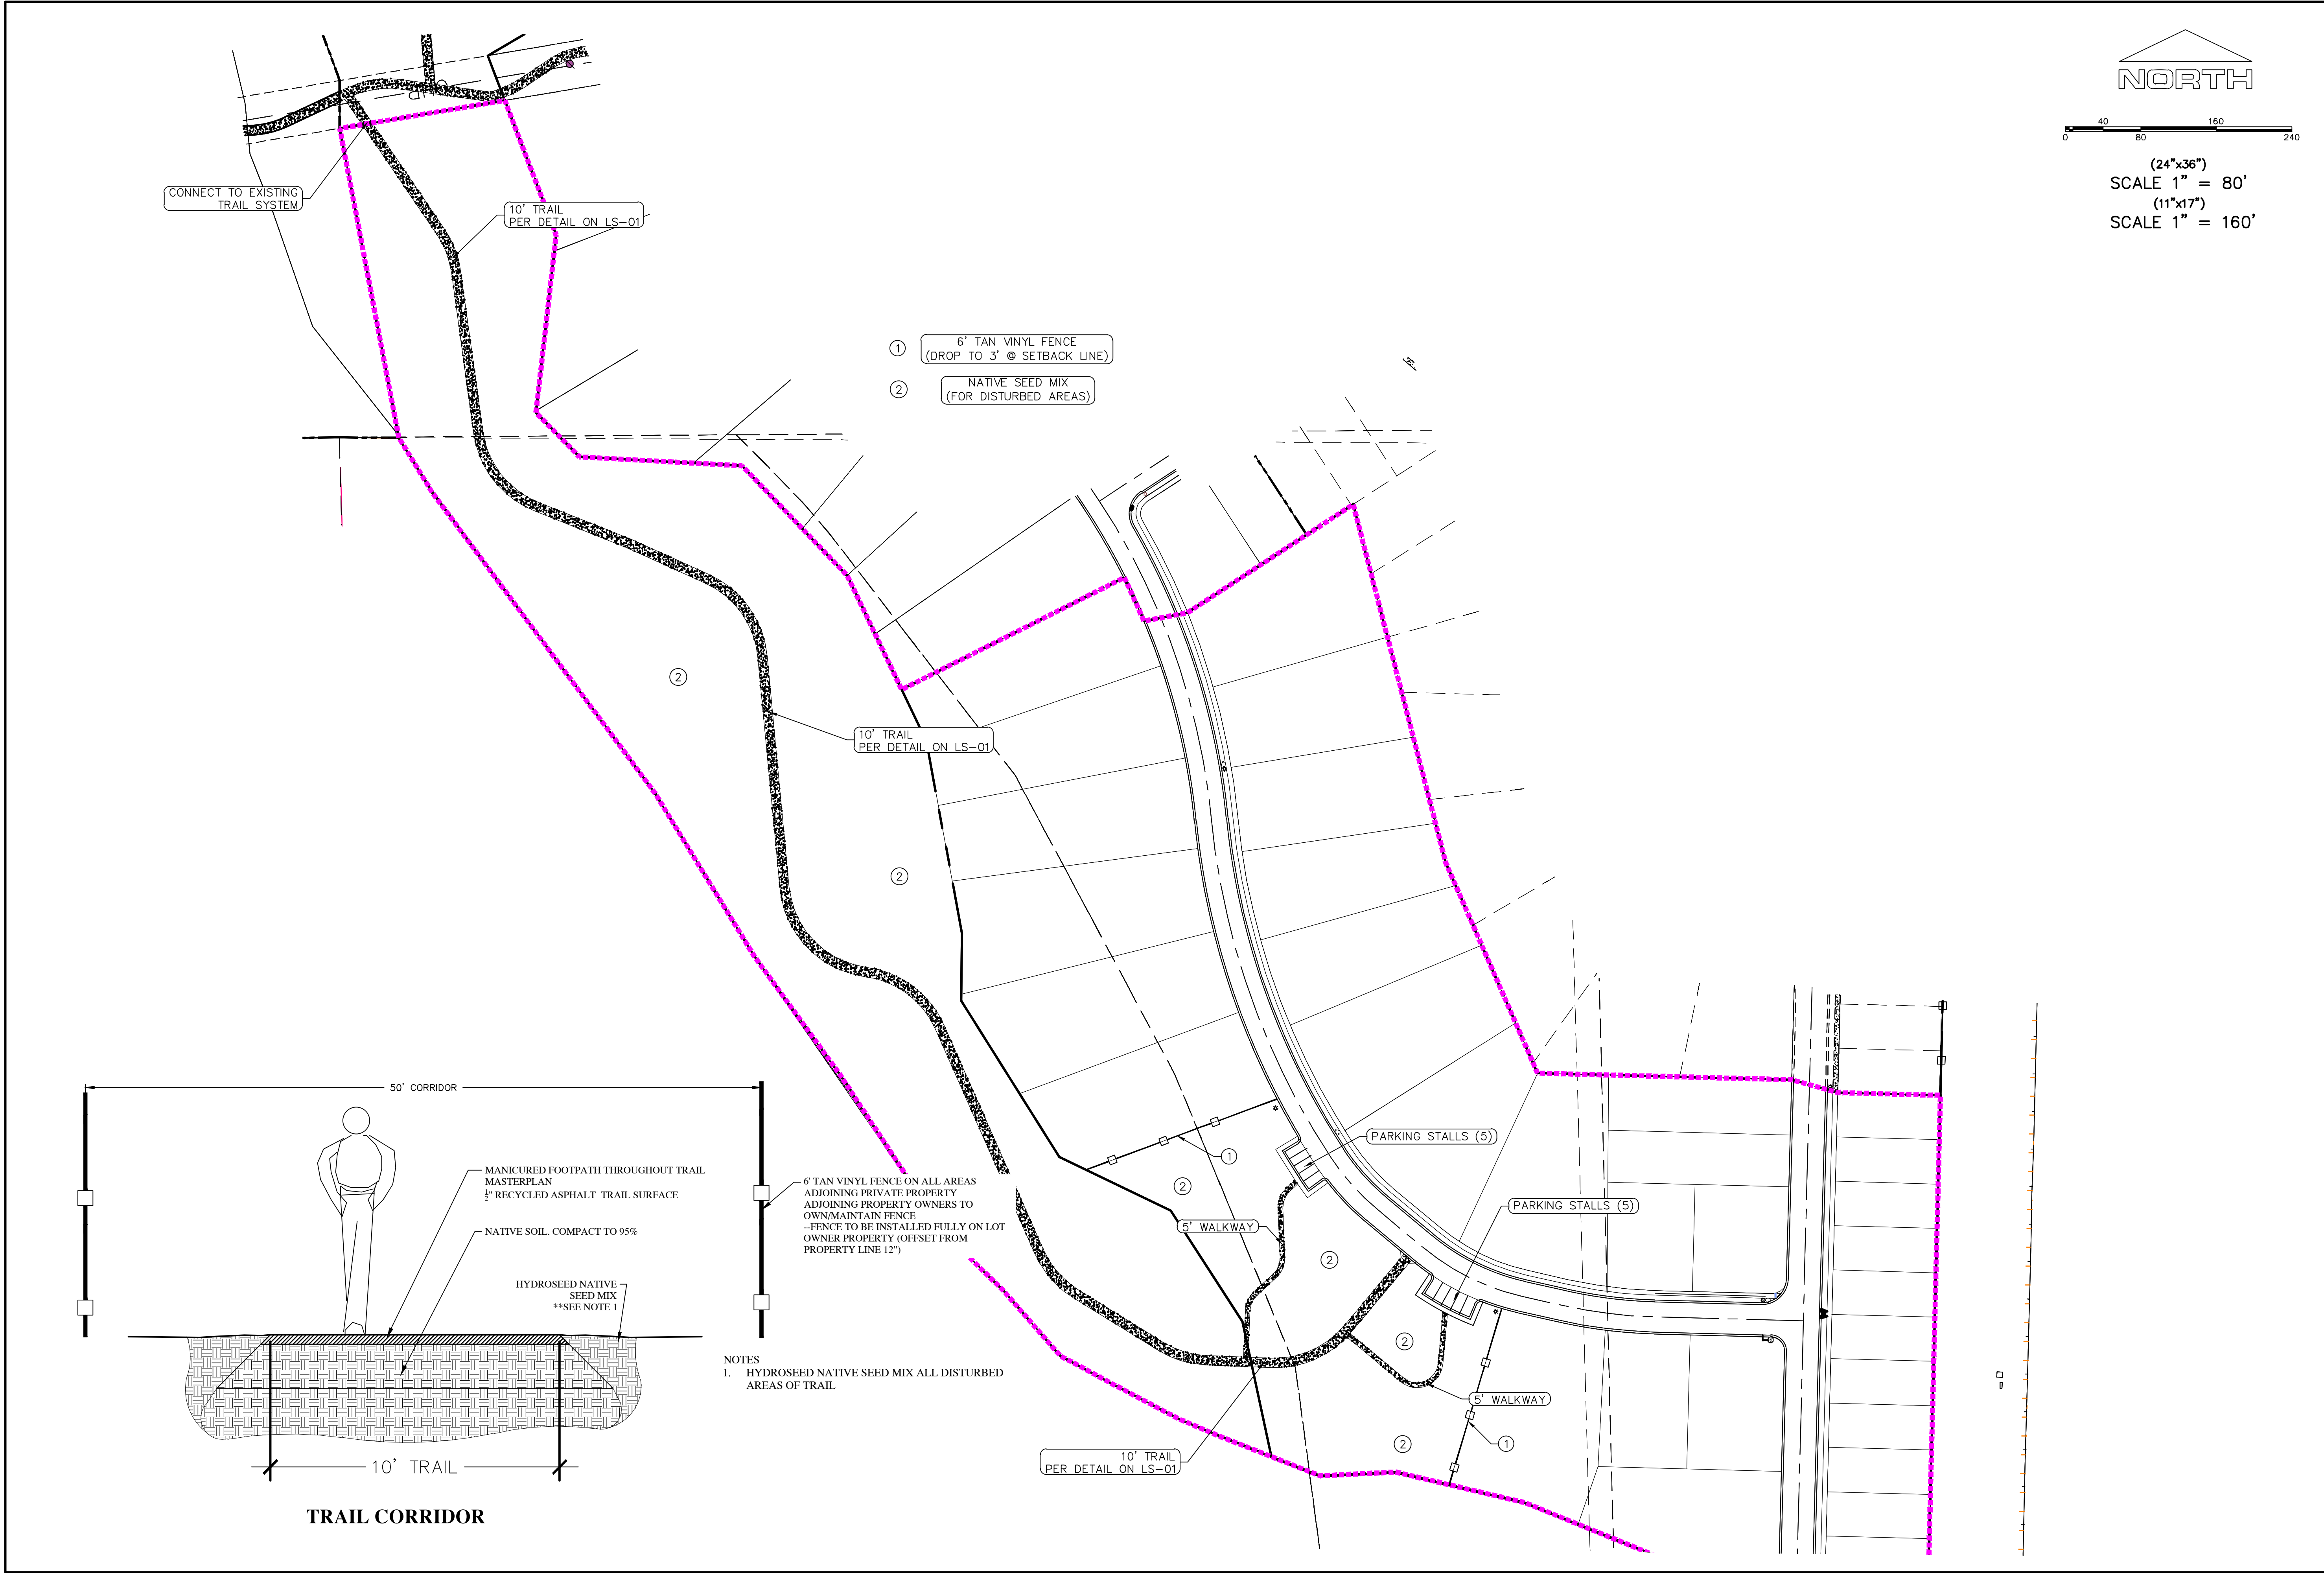 NORTH
40
160
0
80
240
(24"x36")
SCALE 1" = 80'
(11"x17")
SCALE 1" = 160'
CONNECT TO EXISTING
TRAIL SYSTEM
10' TRAIL
PER DETAIL ON LS-01
1
6' TAN VINYL FENCE
(DROP TO 3' @ SETBACK LINE)
2
NATIVE SEED MIX
(FOR DISTURBED AREAS)
2
10' TRAIL
PER DETAIL ON LS-01
2
PARKING STALLS (5)
1
2
PARKING STALLS (5)
5' WALKWAY
2
2
5' WALKWAY
2
1
10' TRAIL
PER DETAIL ON LS-01
50' CORRIDOR
MANICURED FOOTPATH THROUGHOUT TRAIL
MASTERPLAN
½" RECYCLED ASPHALT TRAIL SURFACE
NATIVE SOIL. COMPACT TO 95%
HYDROSEED NATIVE
SEED MIX
**SEE NOTE 1
6' TAN VINYL FENCE ON ALL AREAS
ADJOINING PRIVATE PROPERTY
ADJOINING PROPERTY OWNERS TO
OWN/MAINTAIN FENCE
--FENCE TO BE INSTALLED FULLY ON LOT
OWNER PROPERTY (OFFSET FROM
PROPERTY LINE 12")
NOTES
1. HYDROSEED NATIVE SEED MIX ALL DISTURBED
AREAS OF TRAIL
10' TRAIL
TRAIL CORRIDOR